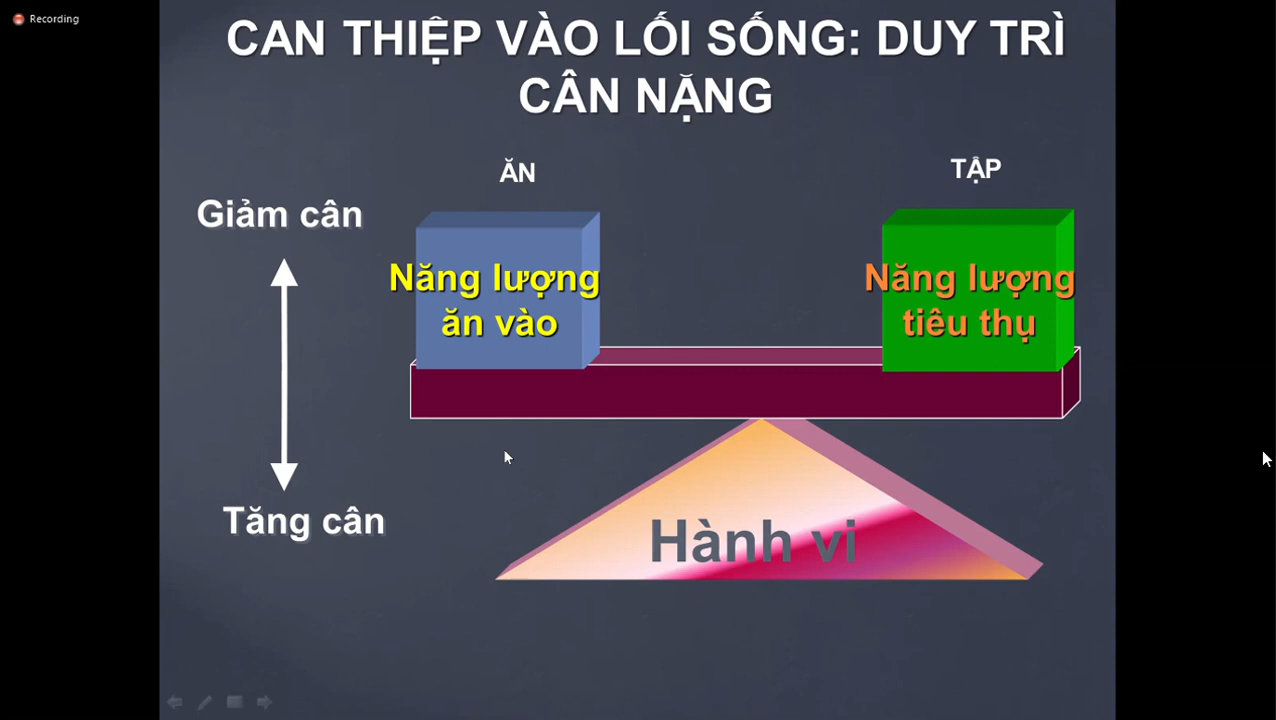 Recording
CAN THIỆP VÀO LỐI SỐNG: DUY TRÌ
CÂN NẶNG
ĂN
TẬP
Giảm cân
Năng lượng
ăn vào
Năng lượng
tiêu thụ
Tăng cân
Hành vi